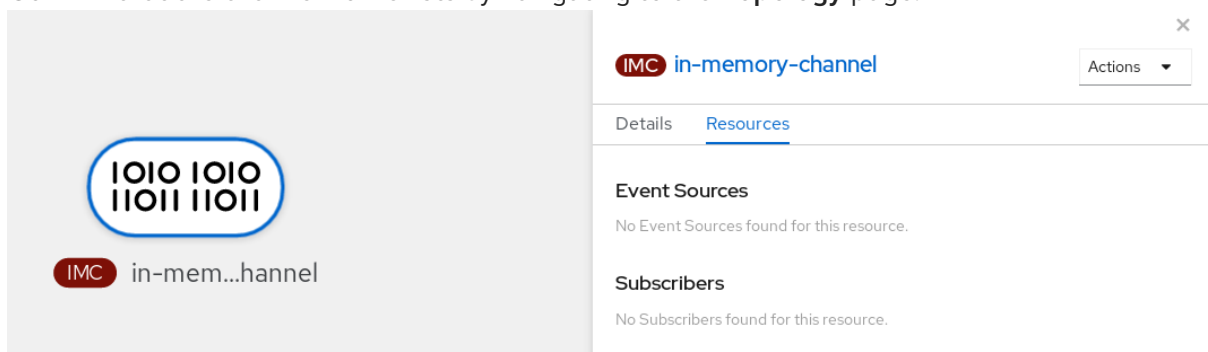 IMC in-memory-channel
Actions
Details Resources
1010 1010
11011 11011
IMC in-mem...hannel
Event Sources
No Event Sources found for this resource.
Subscribers
No Subscribers found for this resource.